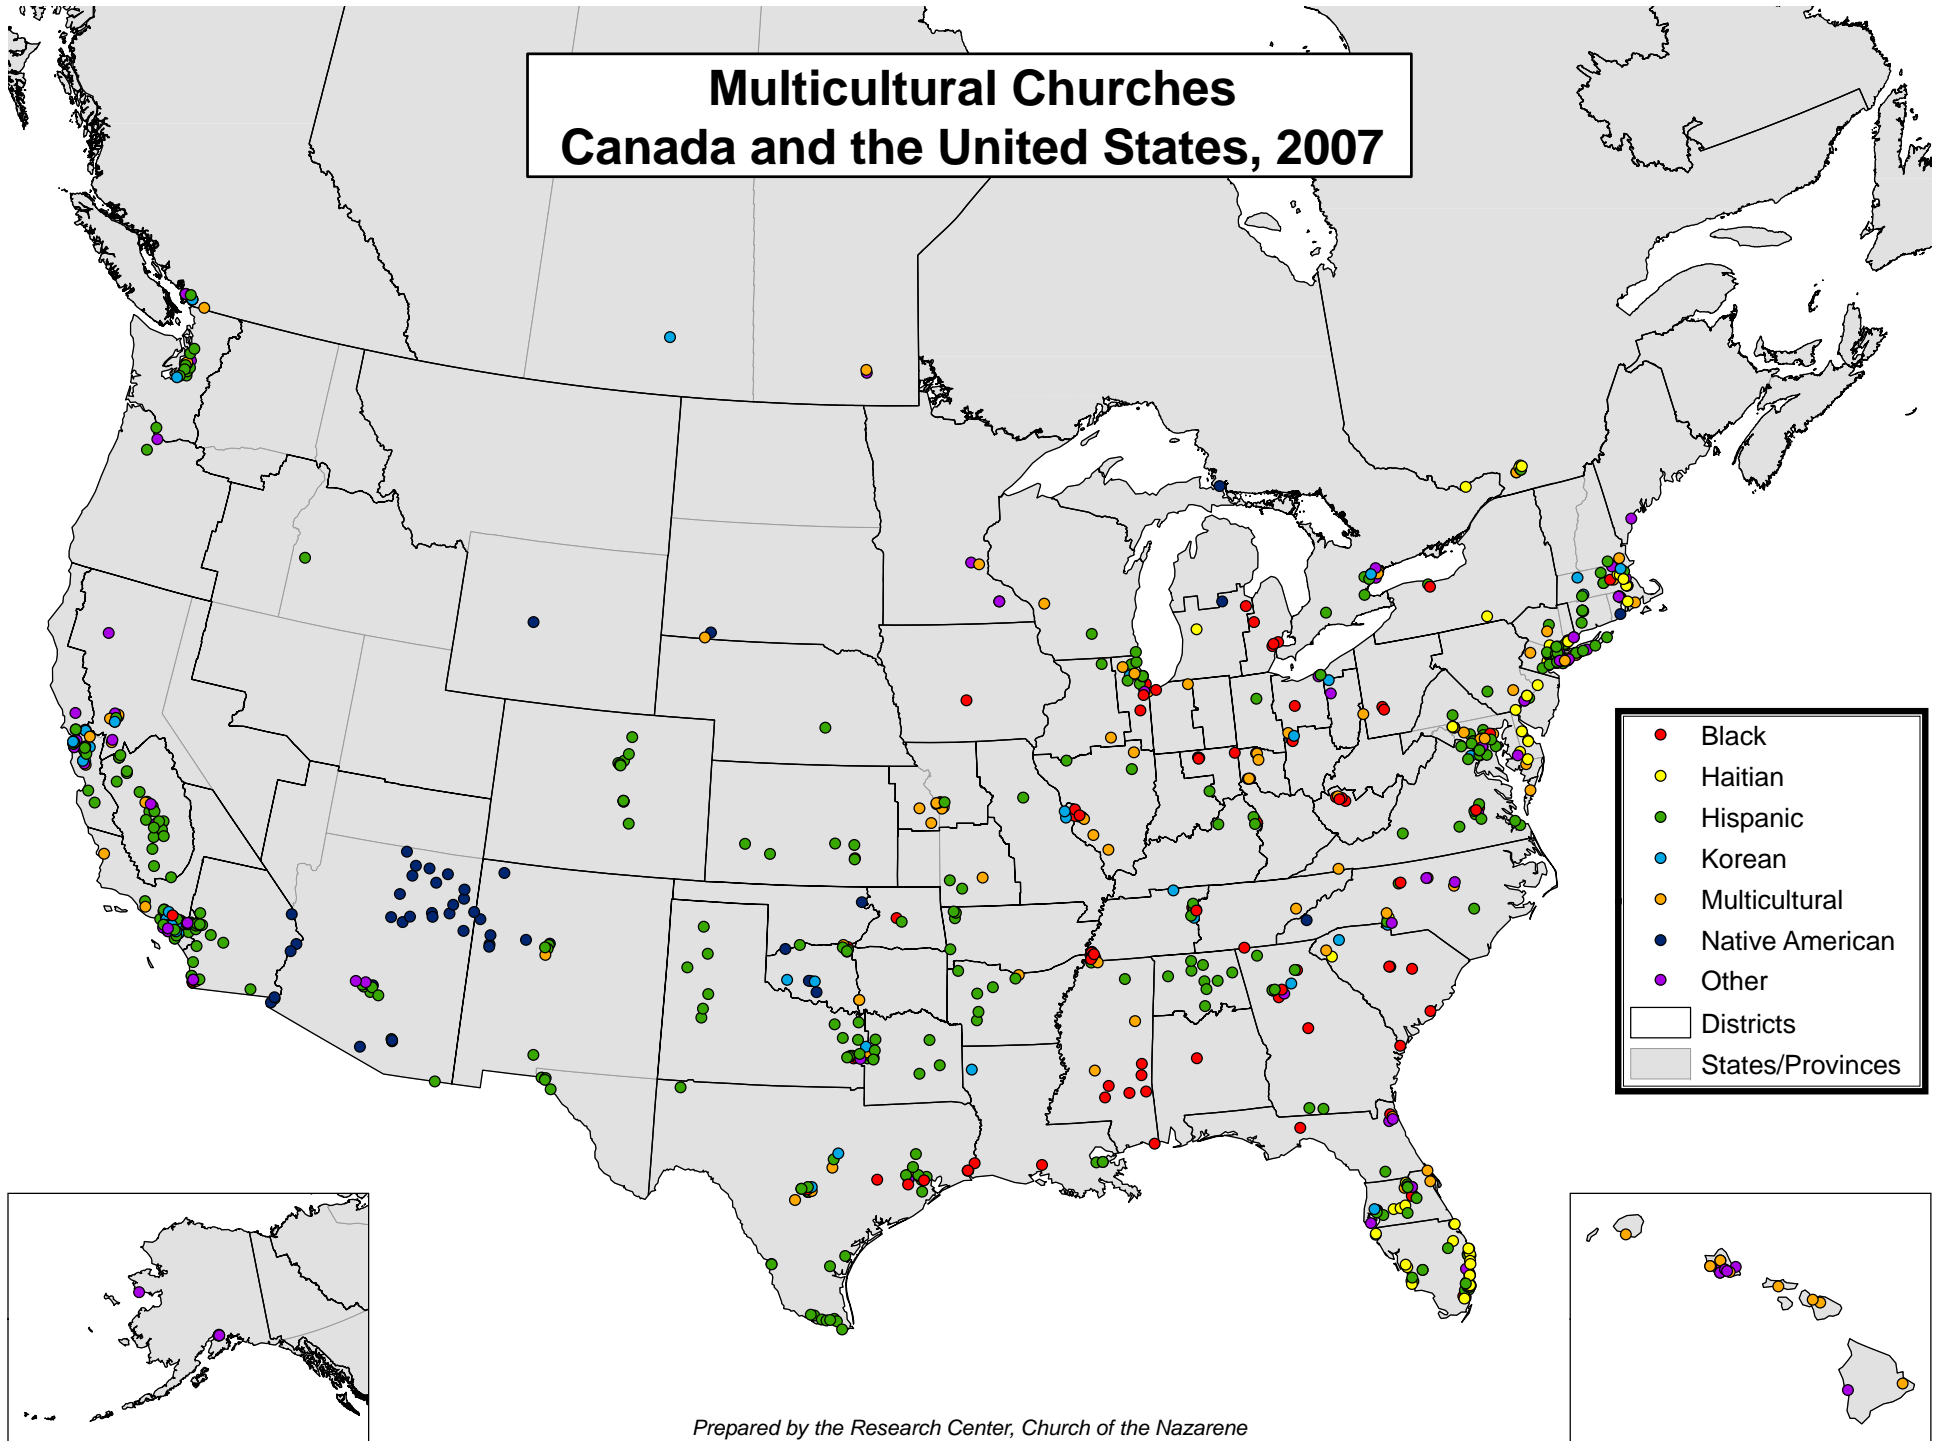 Multicultural Churches
Canada and the United States, 2007
Black
Haitian
Hispanic
Korean
Multicultural
Native American
Other
Districts
States/Provinces
Prepared by the Research Center, Church of the Nazarene